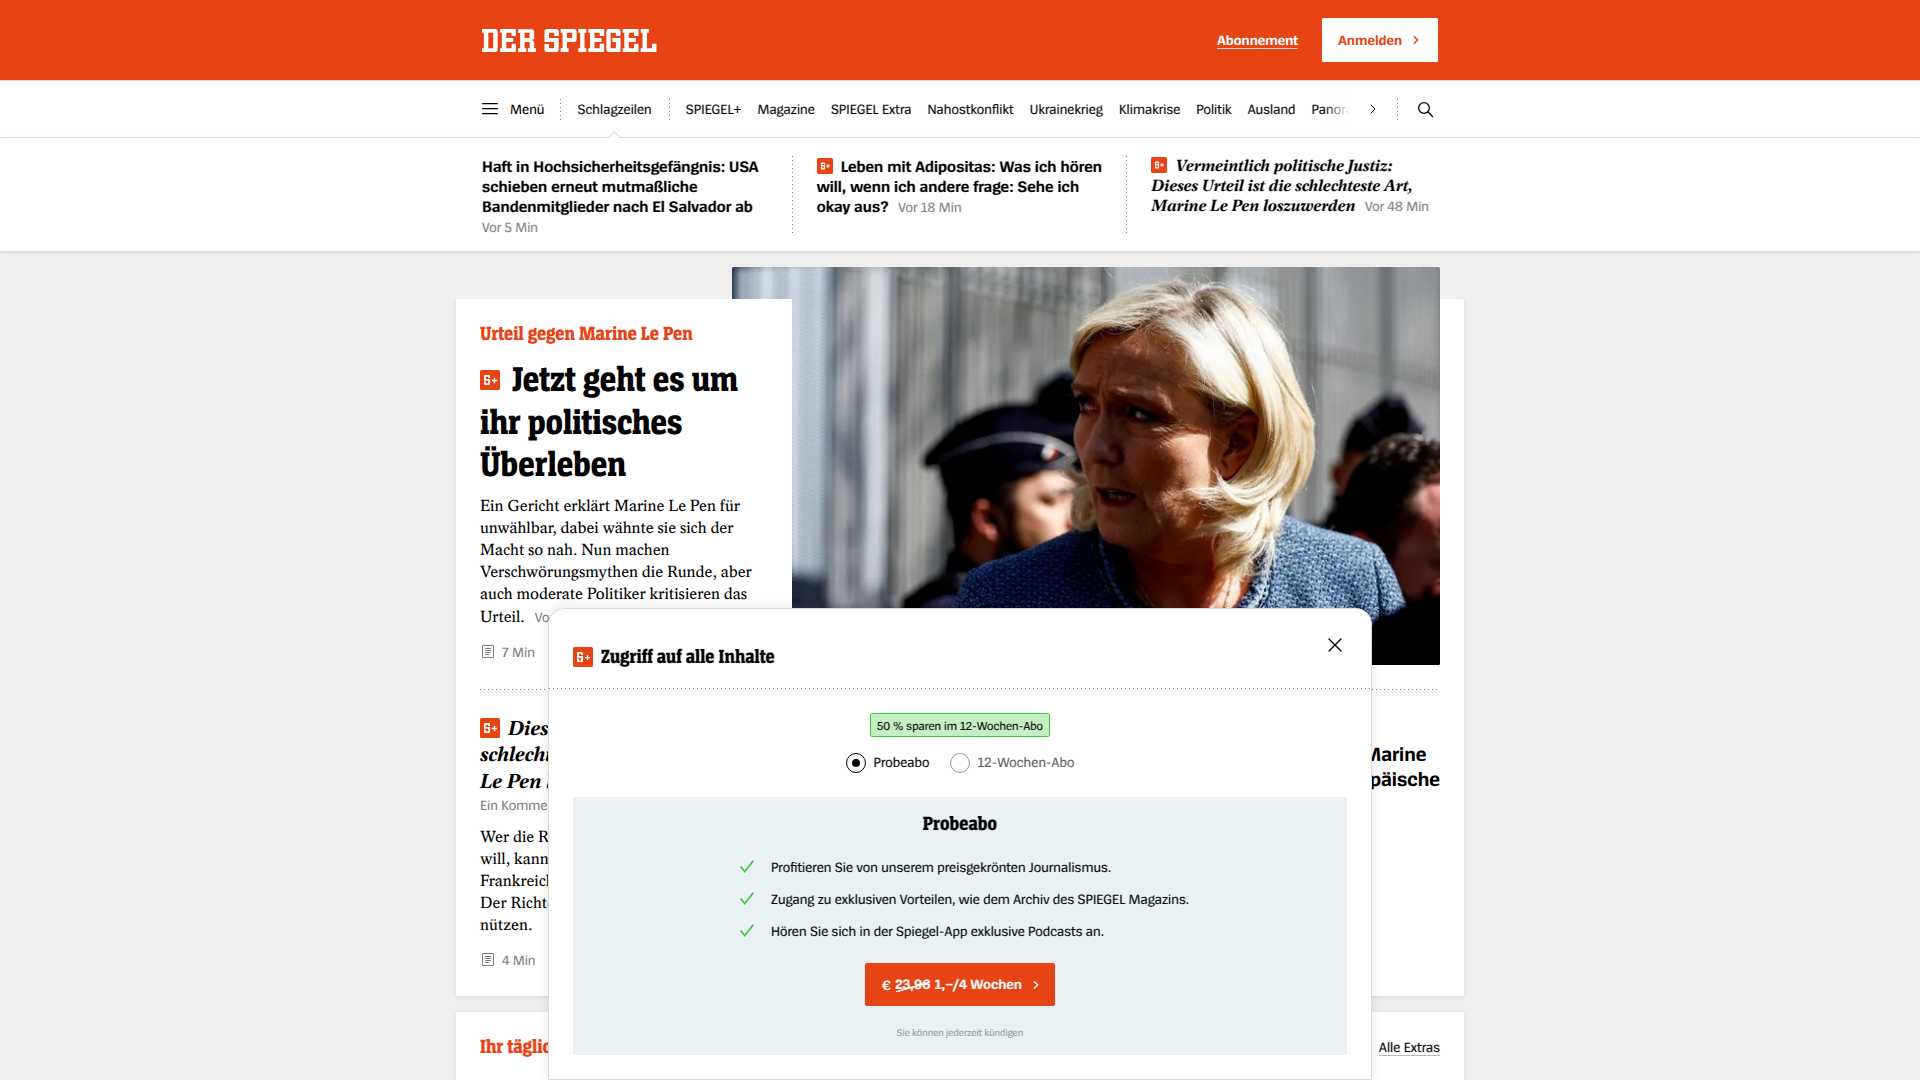 DER SPIEGEL
Abonnement
Anmelden
Menü
Schlagzeilen
SPIEGEL+
Magazine
SPIEGEL Extra
Nahostkonflikt
Ukrainekrieg
Klimakrise
Politik
Ausland
Haft in Hochsicherheitsgefängnis: USA
schieben erneut mutmaßliche
Bandenmitglieder nach El Salvador ab
Vor 5 Min
Leben mit Adipositas: Was ich hören
will, wenn ich andere frage: Sehe ich
okay aus? Vor 18 Min
Vermeintlich politische Justiz:
Dieses Urteil ist die schlechteste Art,
Marine Le Pen loszuwerden Vor 48 Min
Urteil gegen Marine Le Pen
Jetzt geht es um
ihr politisches
Überleben
Ein Gericht erklärt Marine Le Pen für
unwählbar, dabei wähnte sie sich der
Macht so nah. Nun machen
Verschwörungsmythen die Runde, aber
auch moderate Politiker kritisieren das
Urteil.
7 Min
Zugriff auf alle Inhalte
50 % sparen im 12-Wochen-Abo
Probeabo
12-Wochen-Abo
Probeabo
Profitieren Sie von unserem preisgekrönten Journalismus.
Zugang zu exklusiven Vorteilen, wie dem Archiv des SPIEGEL Magazins.
Hören Sie sich in der Spiegel-App exklusive Podcasts an.
€ 23,96 1,–/4 Wochen
Sie können jederzeit kündigen
Le Pen
Ein
Wer die
will, kann
Der
nützen.
4 Min
Marine
Ihr
Alle Extras